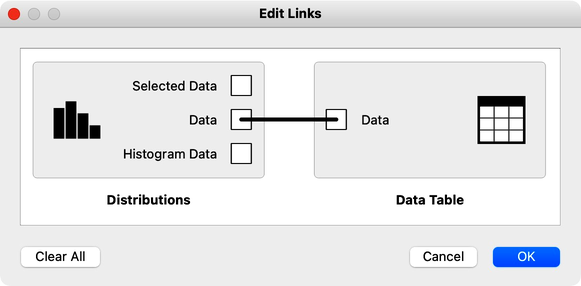 Edit Links
Selected Data
Data
Data
Histogram Data
Distributions
Data Table
Clear All
Cancel
OK